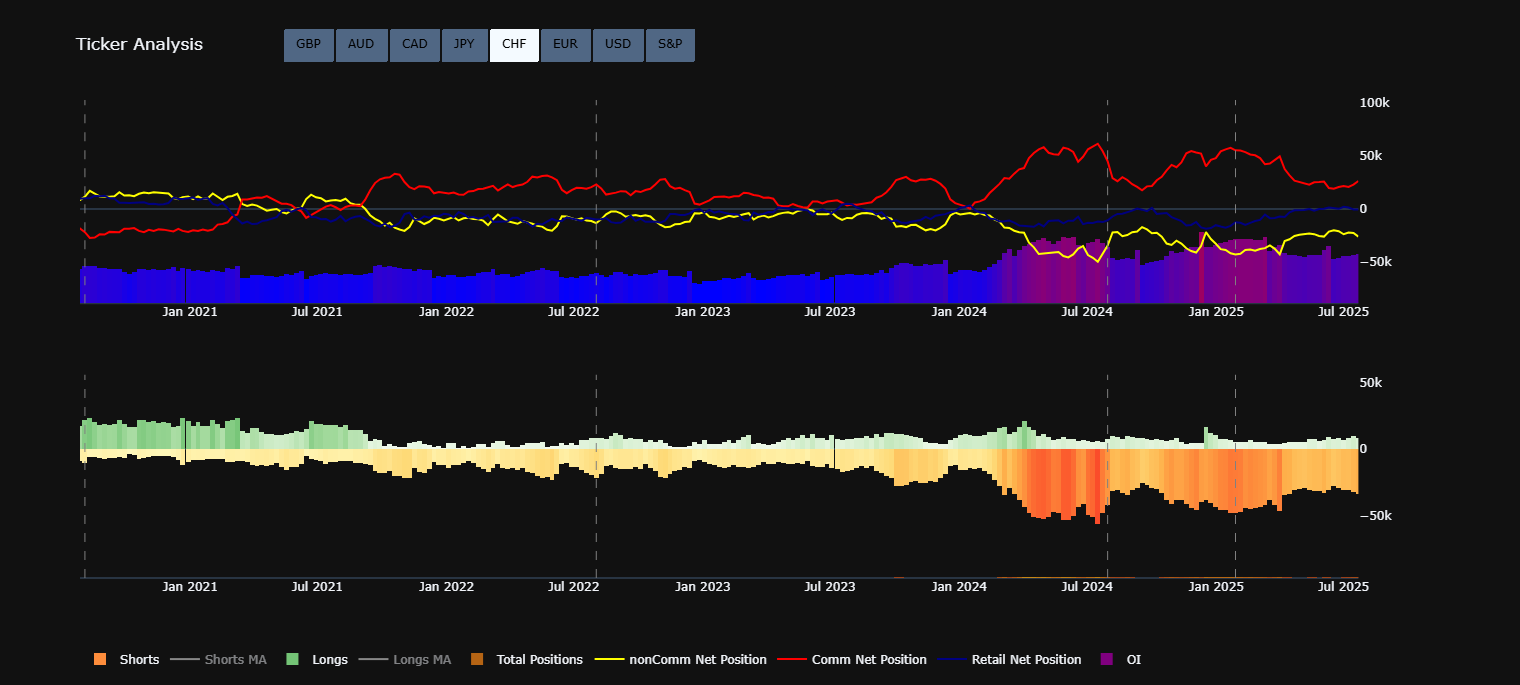 Ticker Analysis GBP AUD CAD JPY CHF EUR USD S&P
100k
50k
0
−50k
Jan 2021 Jul 2021 Jan 2022 Jul 2022 Jan 2023 Jul 2023 Jan 2024 Jul 2024 Jan 2025 Jul 2025
50k
0
−50k
Jan 2021 Jul 2021 Jan 2022 Jul 2022 Jan 2023 Jul 2023 Jan 2024 Jul 2024 Jan 2025 Jul 2025
Shorts Shorts MA Longs Longs MA Total Positions nonComm Net Position Comm Net Position Retail Net Position OI